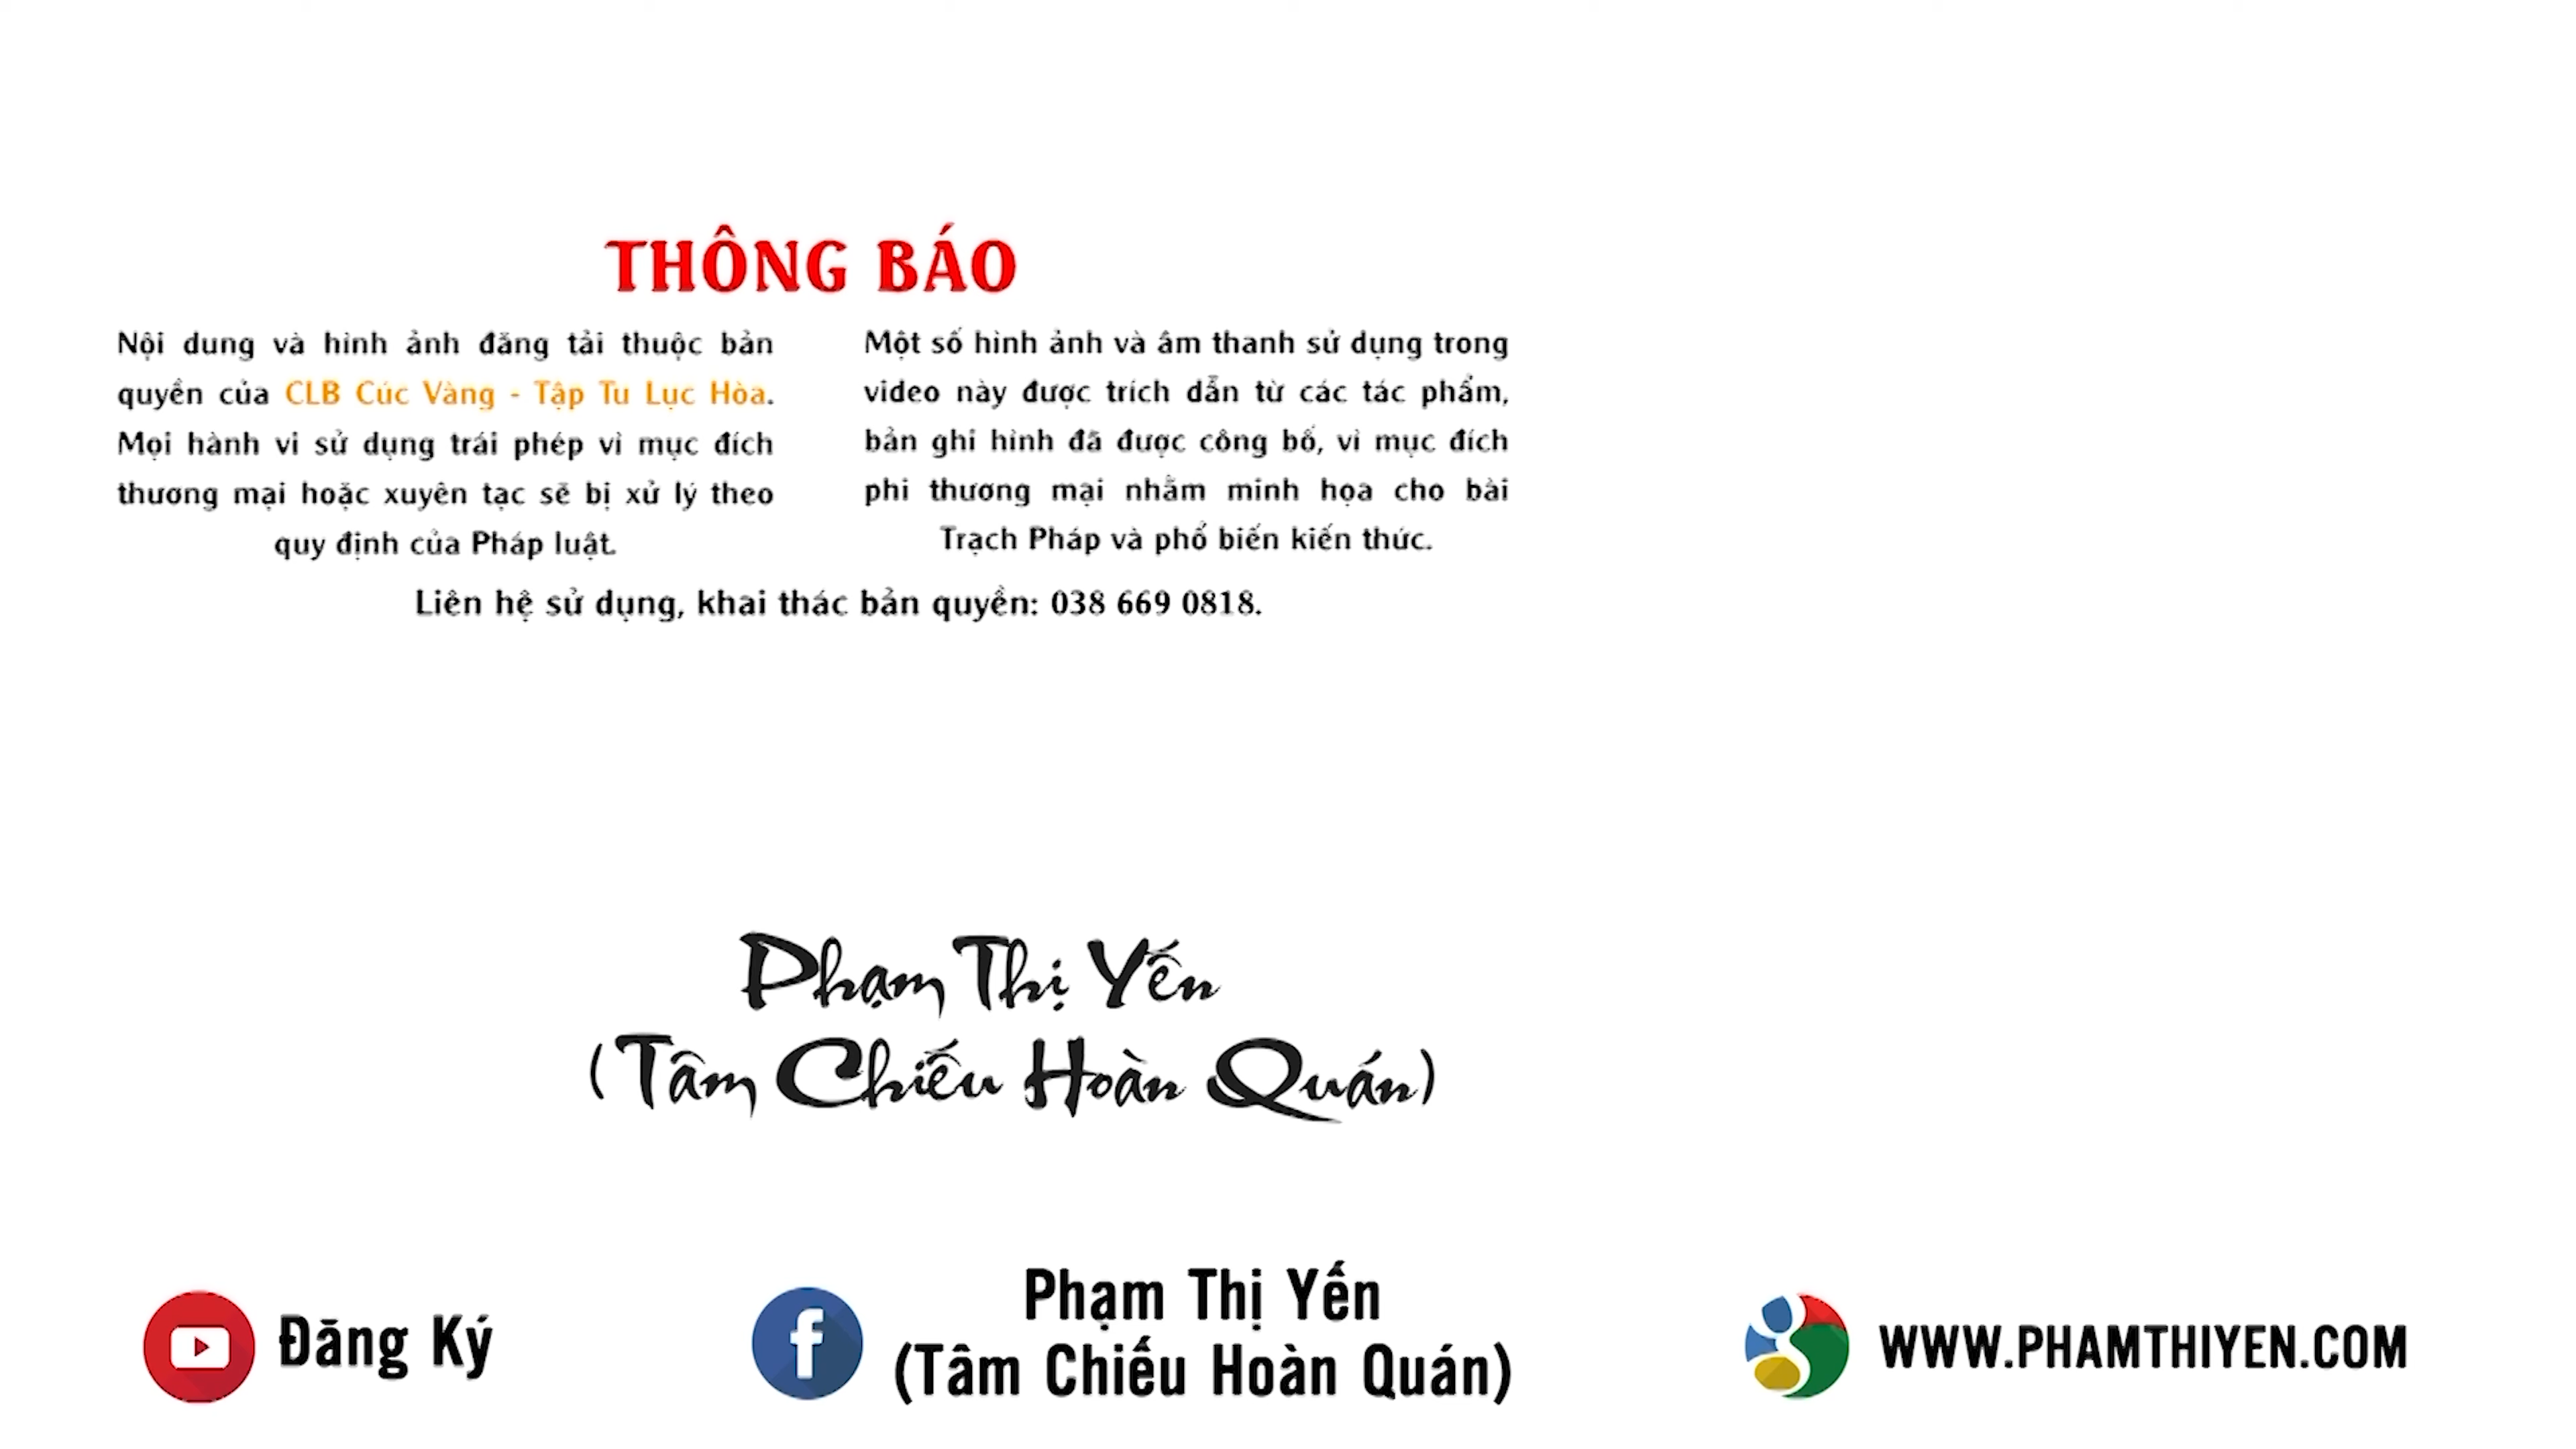 THÔNG BÁO
Nội dung và hình ảnh đăng tải thuộc bản
quyền của CLB Cúc Vàng - Tập Tu Lục Hòa.
Mọi hành vi sử dụng trái phép vì mục đích
thương mại hoặc xuyên tạc sẽ bị xử lý theo
quy định của Pháp luật.
Một số hình ảnh và âm thanh sử dụng trong
video này được trích dẫn từ các tác phẩm,
bản ghi hình đã được công bố, vì mục đích
phi thương mại nhằm minh họa cho bài
Trạch Pháp và phổ biến kiến thức.
Liên hệ sử dụng, khai thác bản quyền: 038 669 0818.
Phạm Thị Yến
(Tâm Chiếu Hoàn Quán)
Đăng Ký
Phạm Thị Yến
(Tâm Chiếu Hoàn Quán)
WWW.PHAMTHIYEN.COM